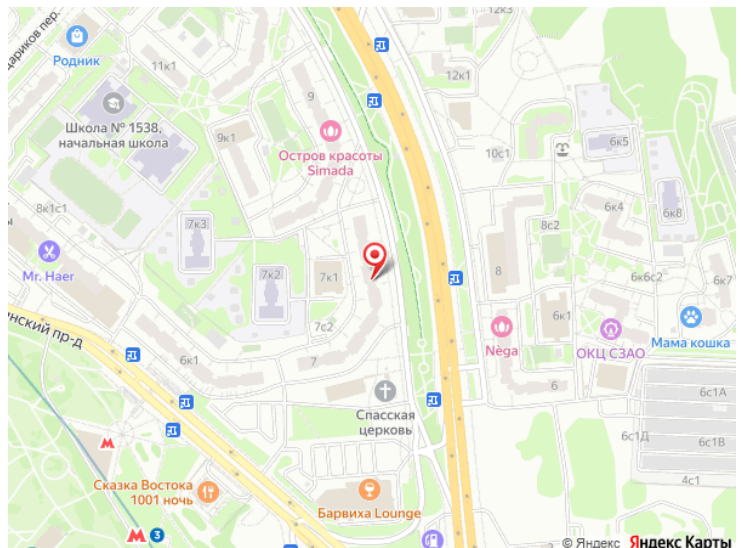 12к3
11к1
дариков пер.
Родник
12к1
9
Школа № 1538,
начальная школа
9к1
10с1
6к5
Остров красоты
Simada
8к1с1
7к3
6к4
8с2
6к8
Mr. Haer
7к2
7к1
8
6к6с2
6к7
нский пр-д
7с2
6к1
Nèga
ОКЦ СЗАО
Мама кошка
6к1
7
6
6с1А
Спасская
церковь
6с1Д
6с1В
4с1
Сказка Востока
1001 ночь
Барвиха Lounge
3
© Яндекс Яндекс Карты